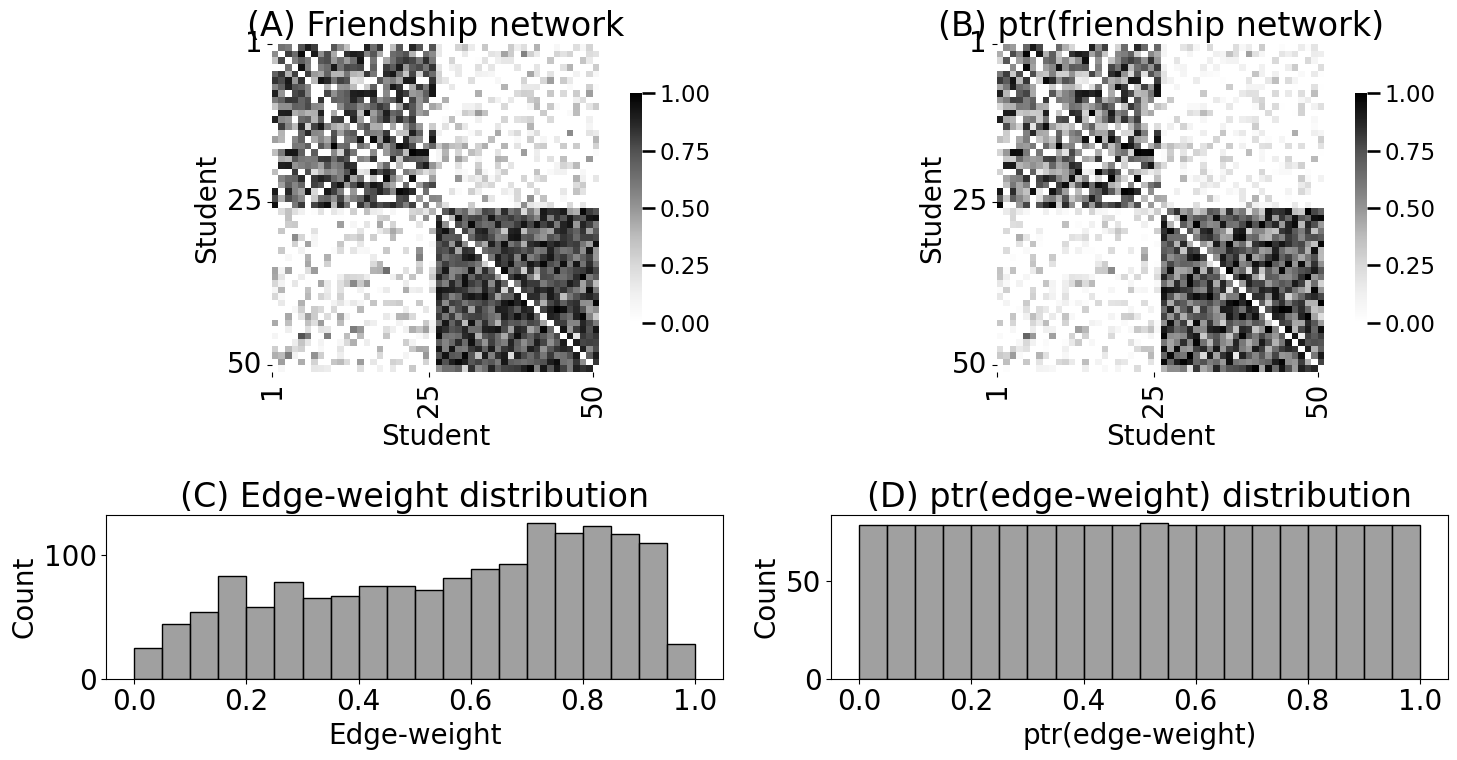 (A) Friendship network
1
25
50
Student
1
25
50
Student
1.00
0.75
0.50
0.25
0.00
(B) ptr(friendship network)
1
25
50
Student
1
25
50
Student
1.00
0.75
0.50
0.25
0.00
(C) Edge-weight distribution
100
0
Count
0.0 0.2 0.4 0.6 0.8 1.0
Edge-weight
(D) ptr(edge-weight) distribution
50
0
Count
0.0 0.2 0.4 0.6 0.8 1.0
ptr(edge-weight)